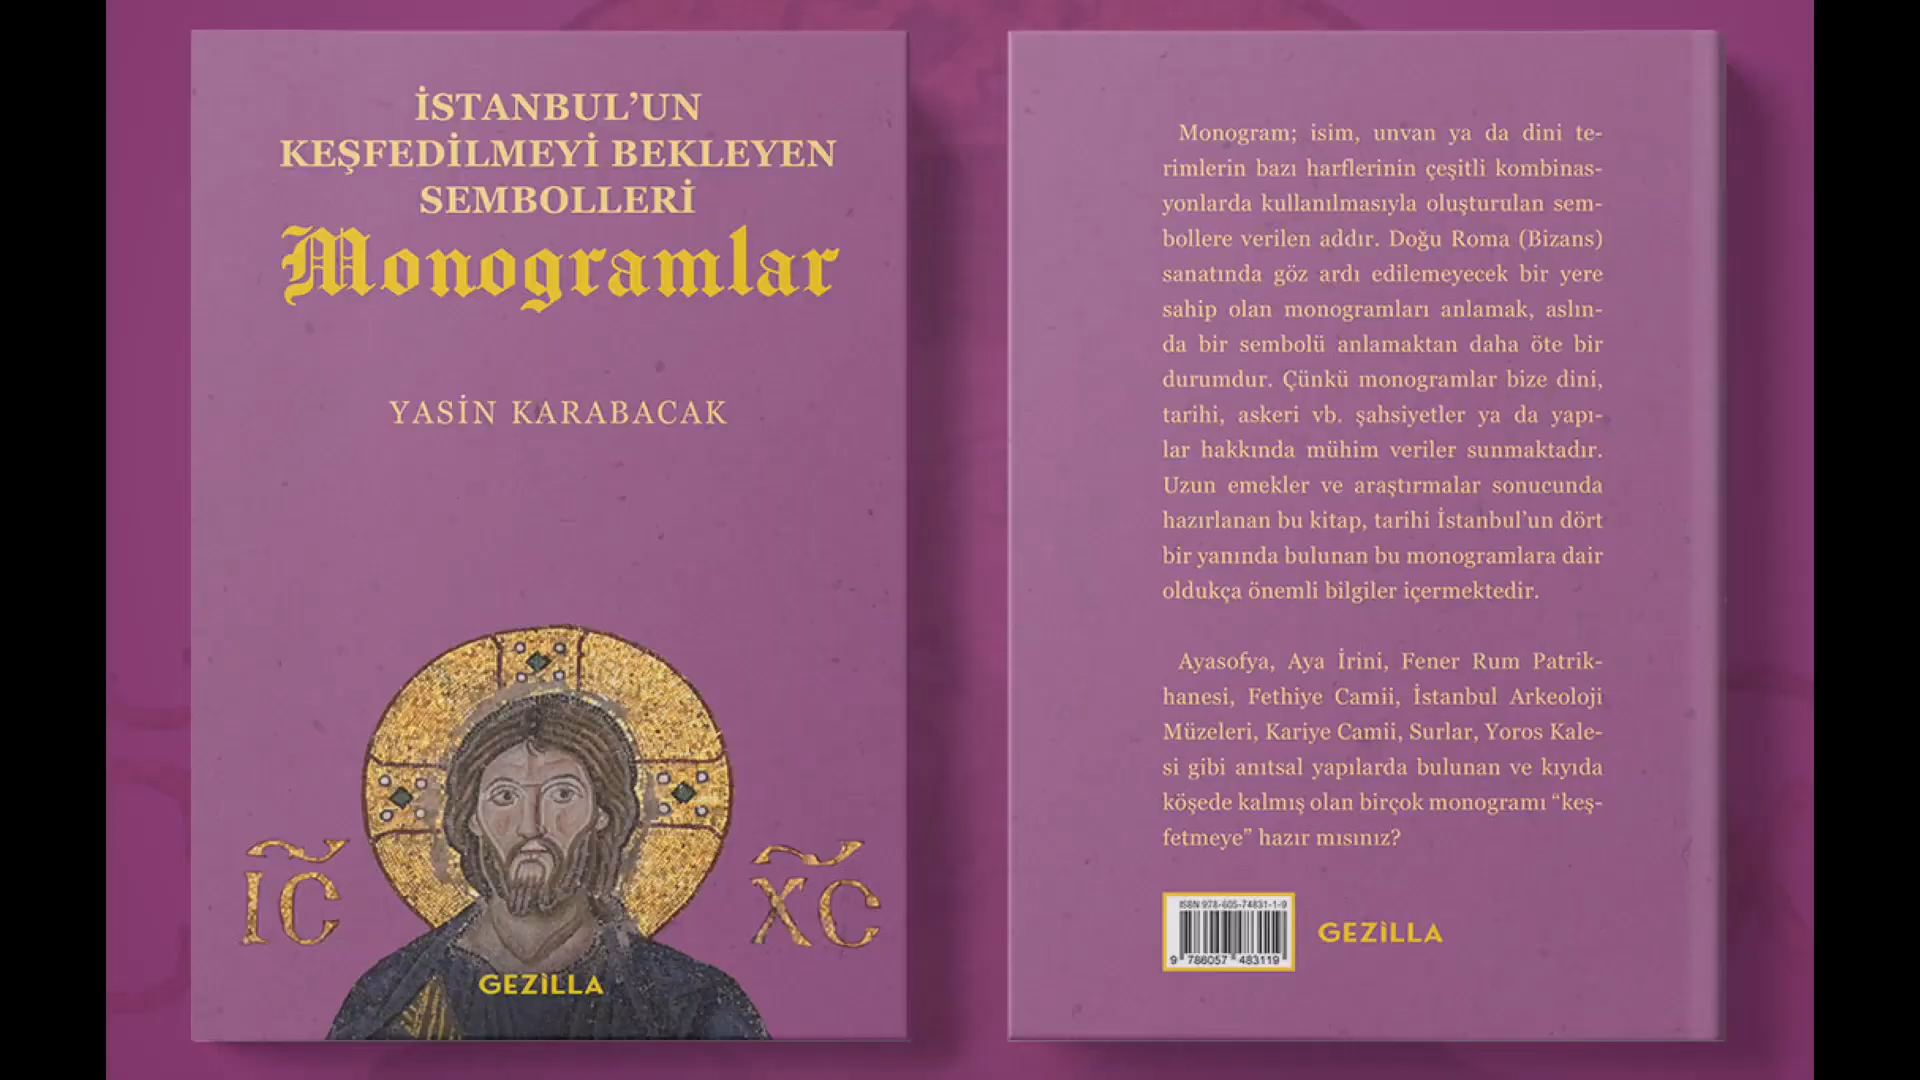 İSTANBUL’UN
KEŞFEDİLMEYİ BEKLEYEN
SEMBOLLERİ
Monogramlar
YASİN KARABACAK
IC
XC
GEZİLLA
Monogram; isim, unvan ya da dini te-
rimlerin bazı harflerinin çeşitli kombinas-
yonlarda kullanılmasıyla oluşturulan sem-
bollere verilen addır. Doğu Roma (Bizans)
sanatında göz ardı edilemeyecek bir yere
sahip olan monogramları anlamak, aslın-
da bir sembolü anlamaktan daha öte bir
durumdur. Çünkü monogramlar bize dini,
tarihi, askeri vb. şahsiyetler ya da yapı-
lar hakkında mühim veriler sunmaktadır.
Uzun emekler ve araştırmalar sonucunda
hazırlanan bu kitap, tarihi İstanbul’un dört
bir yanında bulunan bu monogramlara dair
oldukça önemli bilgiler içermektedir.
Ayasofya, Aya İrini, Fener Rum Patrik-
hanesi, Fethiye Camii, İstanbul Arkeoloji
Müzeleri, Kariye Camii, Surlar, Yoros Kale-
si gibi anıtsal yapılarda bulunan ve kıyıda
köşede kalmış olan birçok monogramı “keş-
fetmeye” hazır mısınız?
ISBN 978-605-74831-1-9
9 786057 483119
GEZİLLA